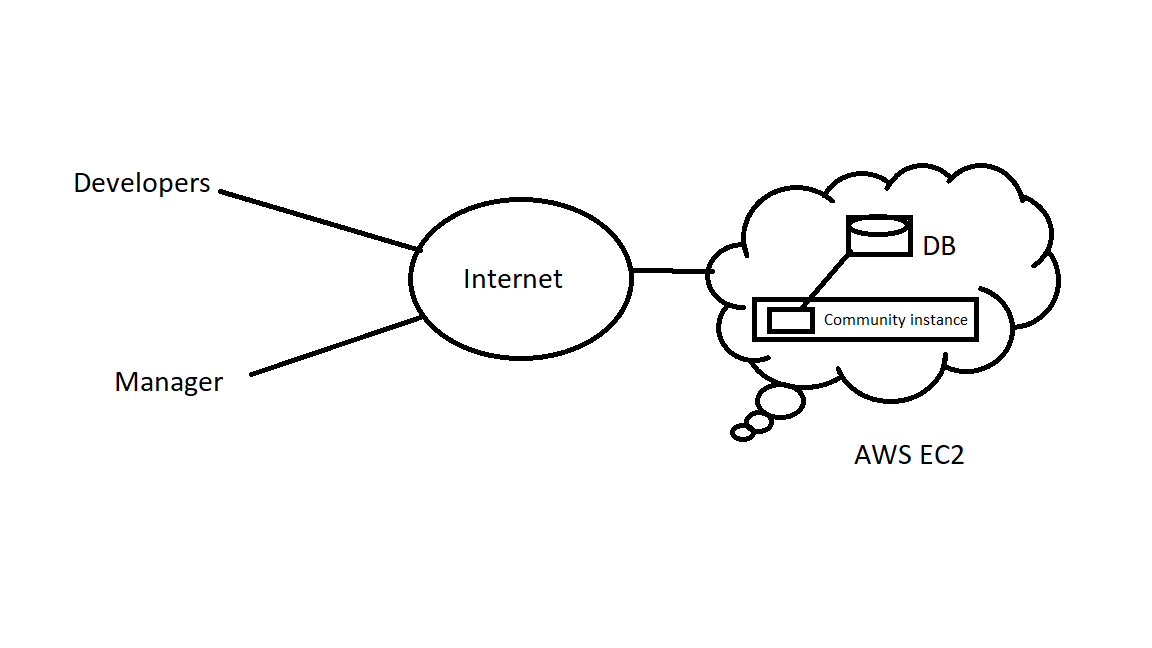 Developers
Internet
DB
Community instance
Manager
AWS EC2